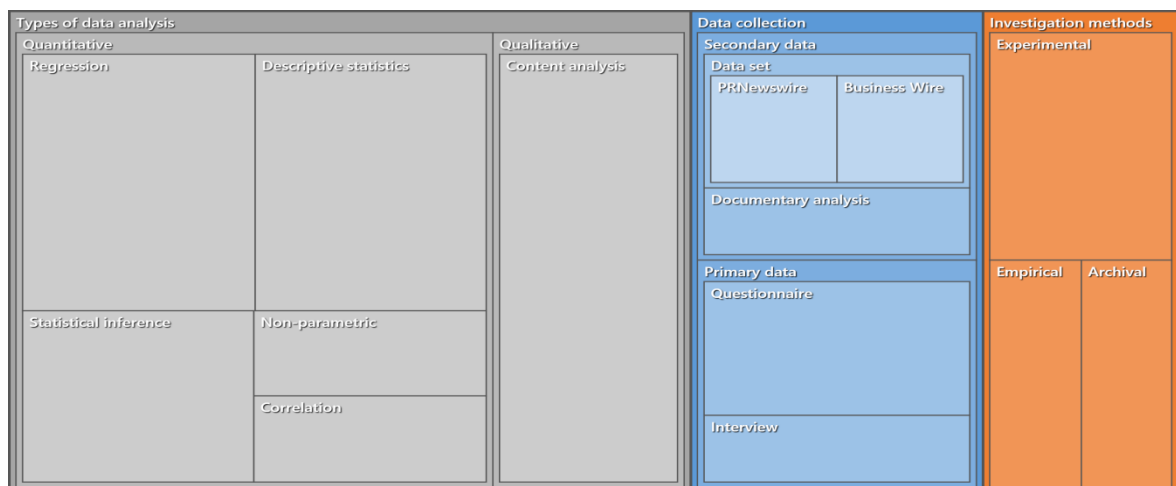 Types of data analysis
Quantitative
Regression
Descriptive statistics
Statistical inference
Non-parametric
Correlation
Qualitative
Content analysis
Data collection
Secondary data
Data set
PRNewswire
Business Wire
Documentary analysis
Primary data
Questionnaire
Interview
Investigation methods
Experimental
Empirical
Archival